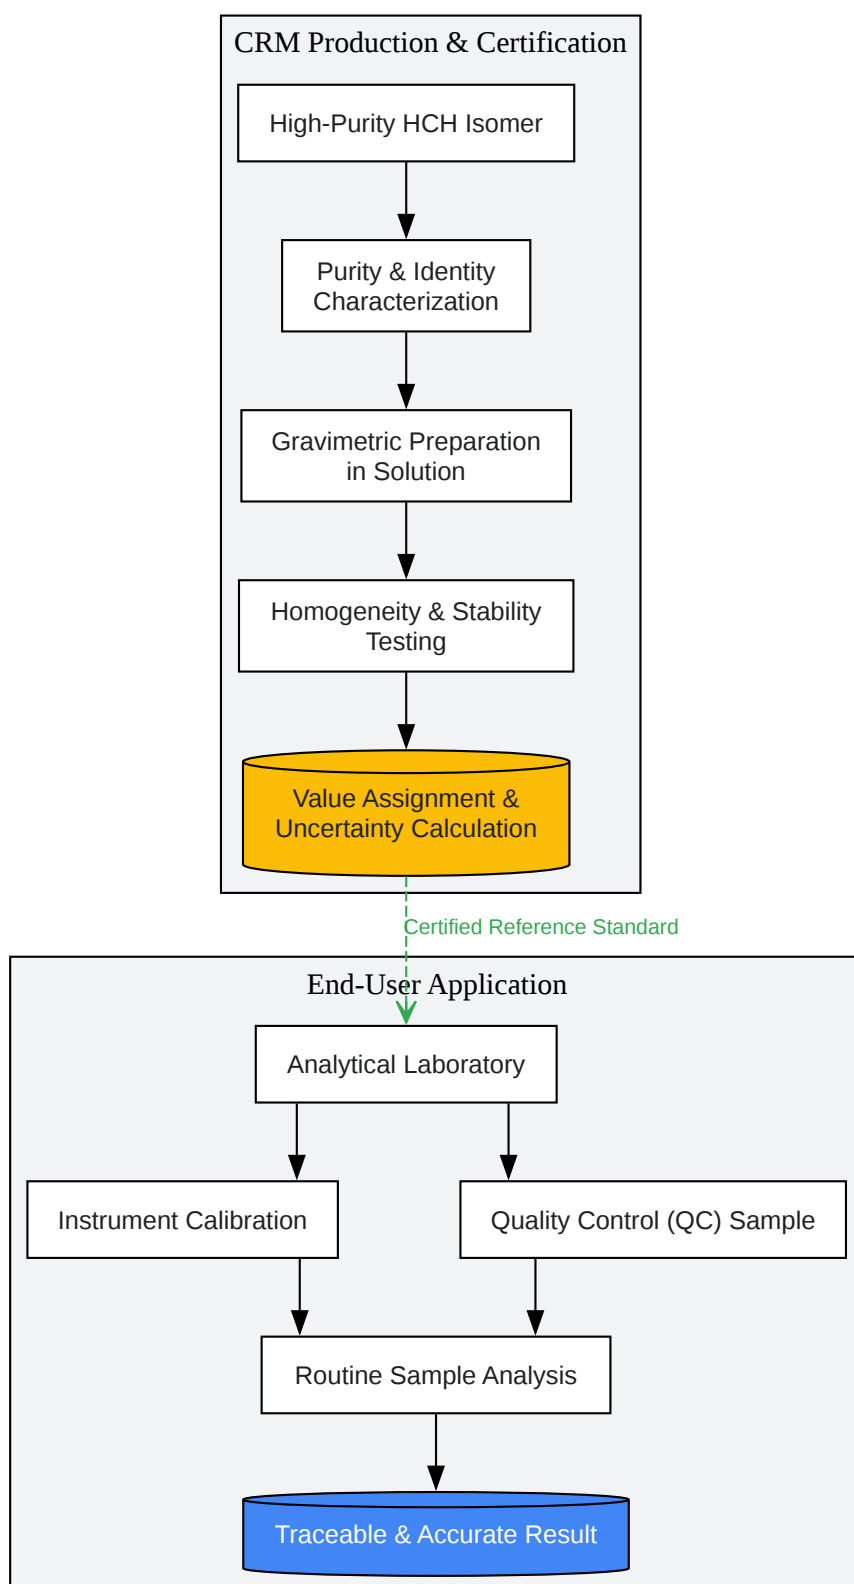 CRM Production & Certification
High-Purity HCH Isomer
Purity & Identity
Characterization
Gravimetric Preparation
in Solution
Homogeneity & Stability
Testing
Value Assignment &
Uncertainty Calculation
Certified Reference Standard
End-User Application
Analytical Laboratory
Instrument Calibration
Quality Control (QC) Sample
Routine Sample Analysis
Traceable & Accurate Result